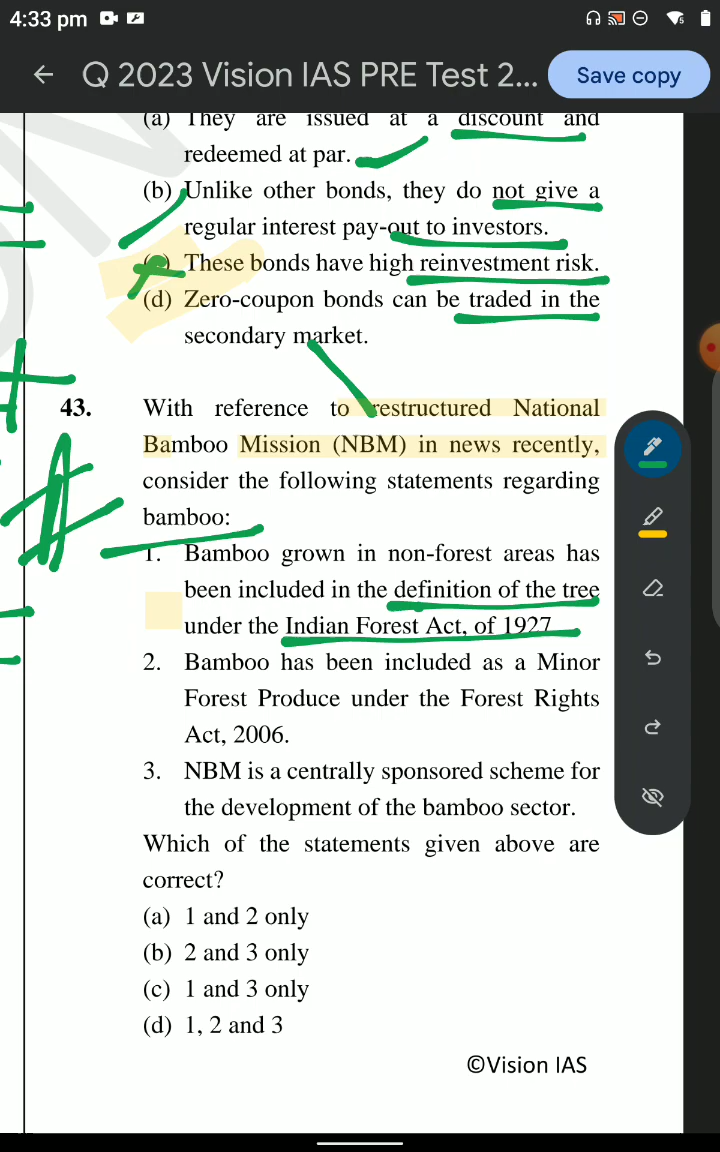 4:33 pm
Q 2023 Vision IAS PRE Test 2...
Save copy
(a) They are issued at a discount and
redeemed at par.
(b) Unlike other bonds, they do not give a
regular interest pay-out to investors.
These bonds have high reinvestment risk.
(d) Zero-coupon bonds can be traded in the
secondary market.
43. With reference to restructured National
Bamboo Mission (NBM) in news recently,
consider the following statements regarding
bamboo:
1. Bamboo grown in non-forest areas has
been included in the definition of the tree
under the Indian Forest Act, of 1927
2. Bamboo has been included as a Minor
Forest Produce under the Forest Rights
Act, 2006.
3. NBM is a centrally sponsored scheme for
the development of the bamboo sector.
Which of the statements given above are
correct?
(a) 1 and 2 only
(b) 2 and 3 only
(c) 1 and 3 only
(d) 1, 2 and 3
©Vision IAS